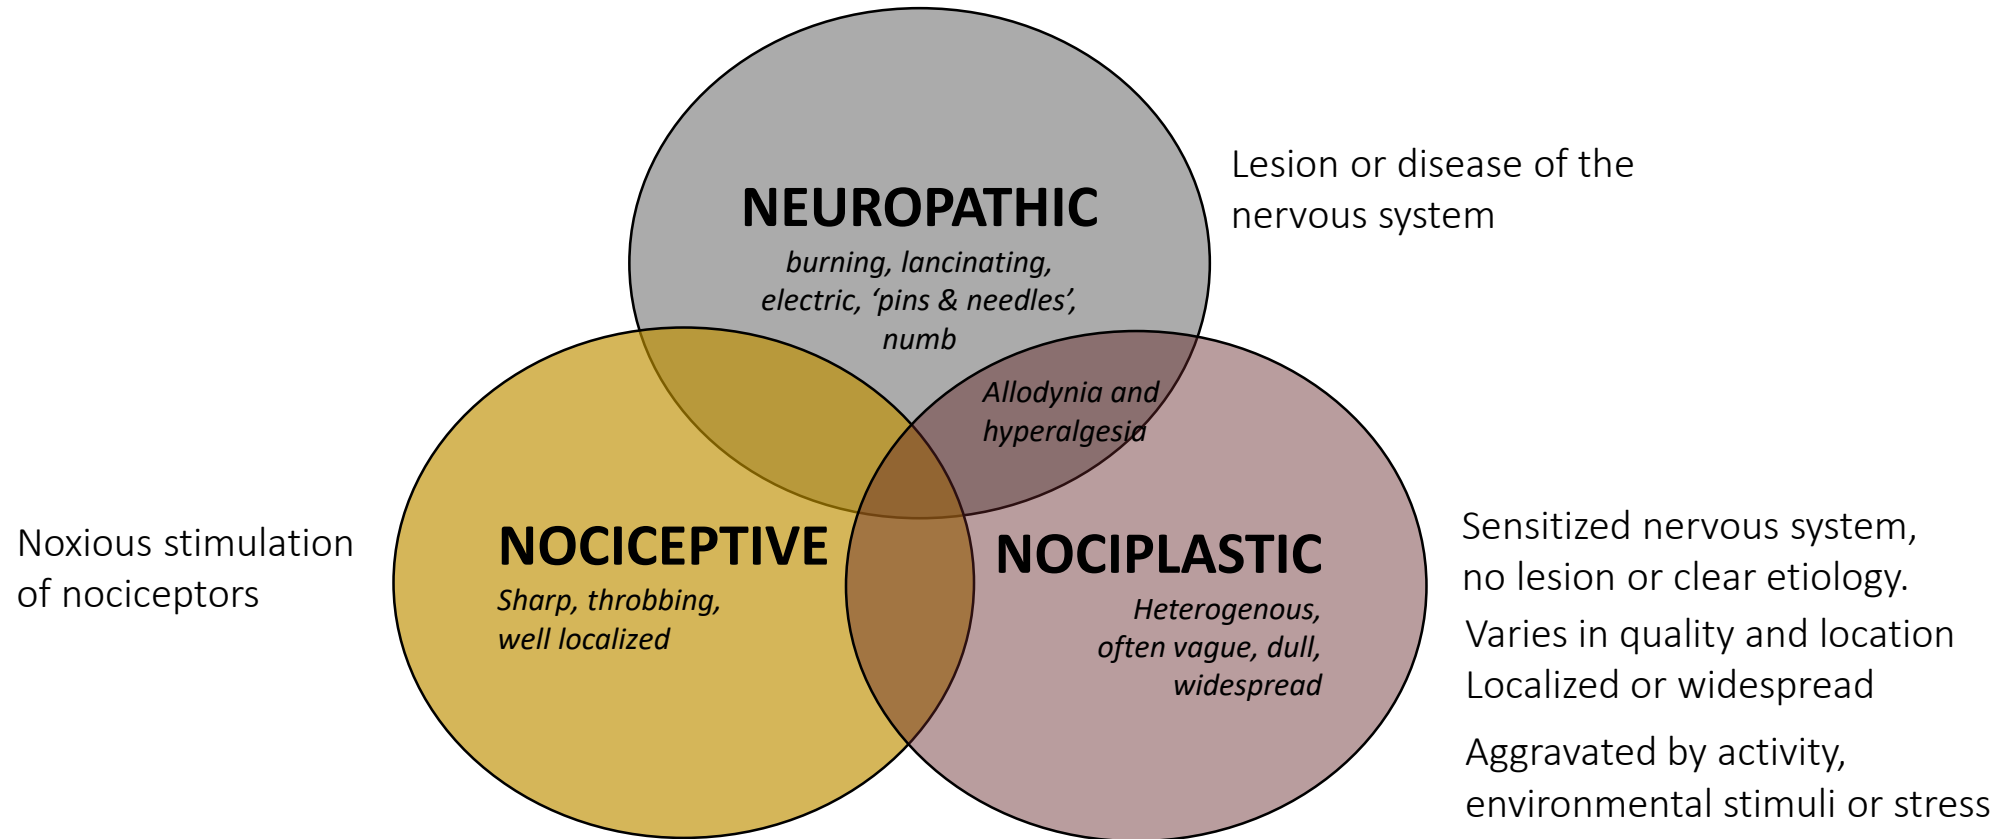 Lesion or disease of the
nervous system
NEUROPATHIC
burning, lancinating,
electric, ‘pins & needles’,
numb
Allodynia and
hyperalgesia
Noxious stimulation
of nociceptors
NOCICEPTIVE
Sharp, throbbing,
well localized
NOCIPLASTIC
Heterogenous,
often vague, dull,
widespread
Sensitized nervous system,
no lesion or clear etiology.
Varies in quality and location
Localized or widespread
Aggravated by activity,
environmental stimuli or stress